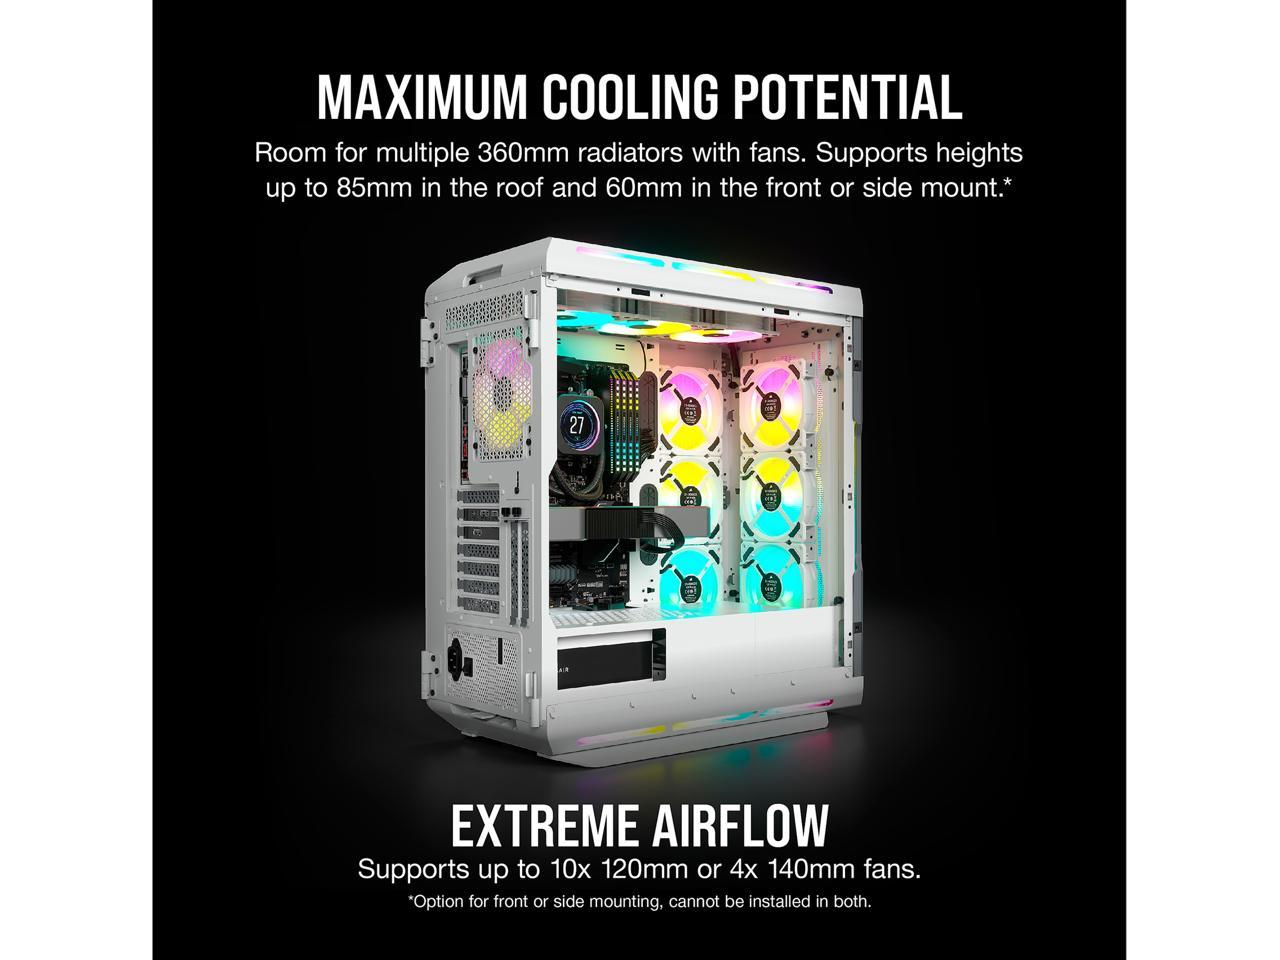 MAXIMUM COOLING POTENTIAL
Room for multiple 360mm radiators with fans. Supports heights
up to 85mm in the roof and 60mm in the front or side mount.*
27
EXTREME AIRFLOW
Supports up to 10x 120mm or 4x 140mm fans.
*Option for front or side mounting, cannot be installed in both.